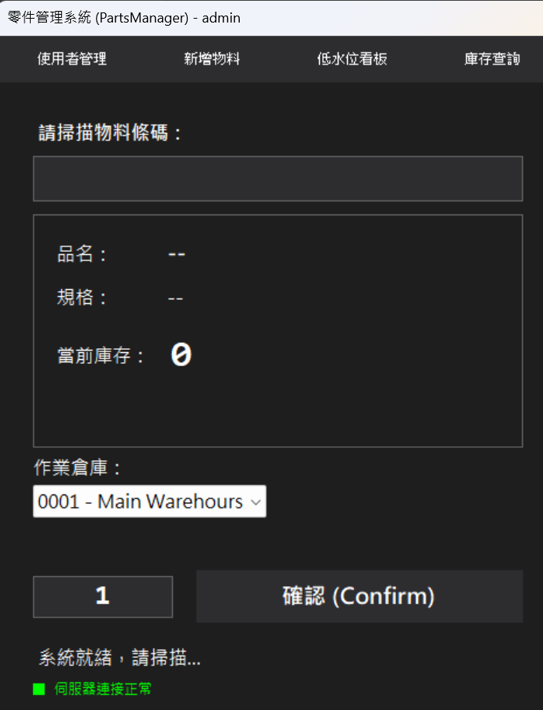 零件管理系統 (PartsManager) - admin
使用者管理 新增物料 低水位看板 庫存查詢
請掃描物料條碼：
品名： --
規格： --
當前庫存： 0
作業倉庫：
0001 - Main Warehours
1 確認 (Confirm)
系統就緒，請掃描...
伺服器連接正常